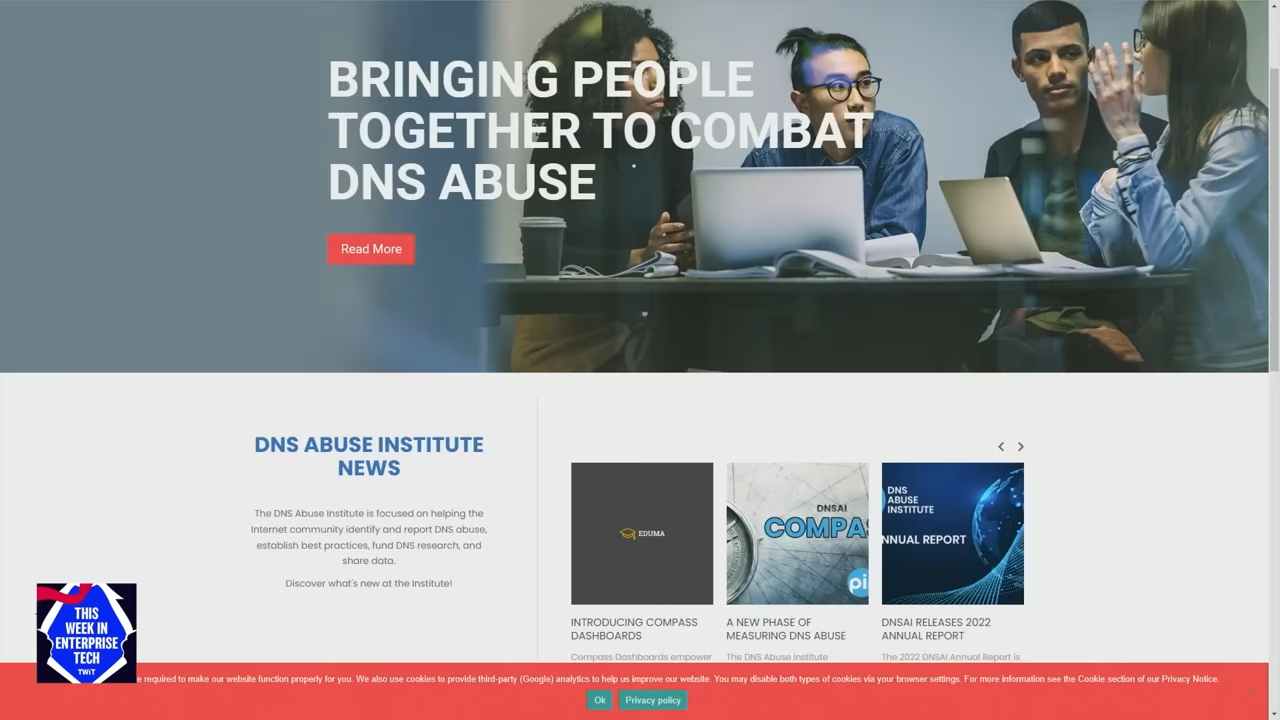 BRINGING PEOPLE
TOGETHER TO COMBAT
DNS ABUSE
Read More
DNS ABUSE INSTITUTE
NEWS
The DNS Abuse Institute is focused on helping the
Internet community identify and report DNS abuse,
establish best practices, fund DNS research, and
share data.
Discover what's new at the Institute!
EDUMA
INTRODUCING COMPASS
DASHBOARDS
Compass Dashboards empower
DNSAI
COMPAS
pi
A NEW PHASE OF
MEASURING DNS ABUSE
The DNS Abuse Institute
DNS
ABUSE
INSTITUTE
NNUAL REPORT
DNSAI RELEASES 2022
ANNUAL REPORT
The 2022 DNSAI Annual Report is
THIS
WEEK IN
ENTERPRISE
TECH
TWiT
e required to make our website function properly for you. We also use cookies to provide third-party (Google) analytics to help us improve our website. You may disable both types of cookies via your browser settings. For more information see the Cookie section of our Privacy Notice.
Ok
Privacy policy